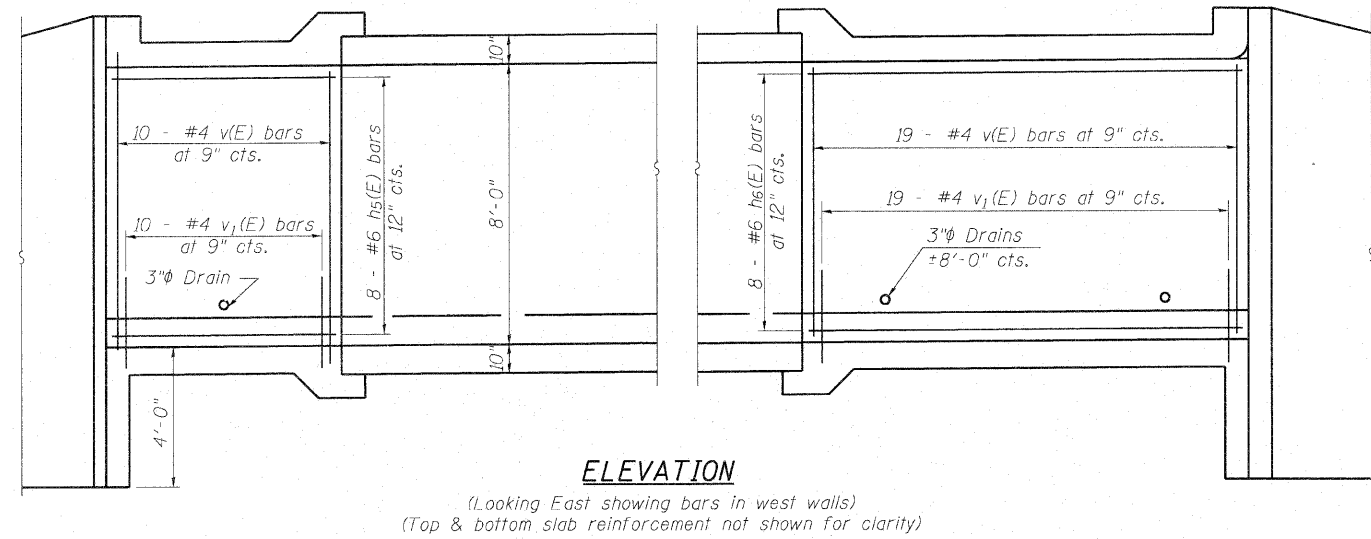 10"
10 - #4 v(E) bars
at 9" cts.
8 - #6 h5(E) bars
at 12" cts.
8'-0"
8 - #6 h6(E) bars
at 12" cts.
19 - #4 v(E) bars at 9" cts.
10 - #4 v1(E) bars
at 9" cts.
19 - #4 v1(E) bars at 9" cts.
3"ϕ Drain
3"ϕ Drains
±8'-0" cts.
10"
4'-0"
ELEVATION
(Looking East showing bars in west walls)
(Top & bottom slab reinforcement not shown for clarity)